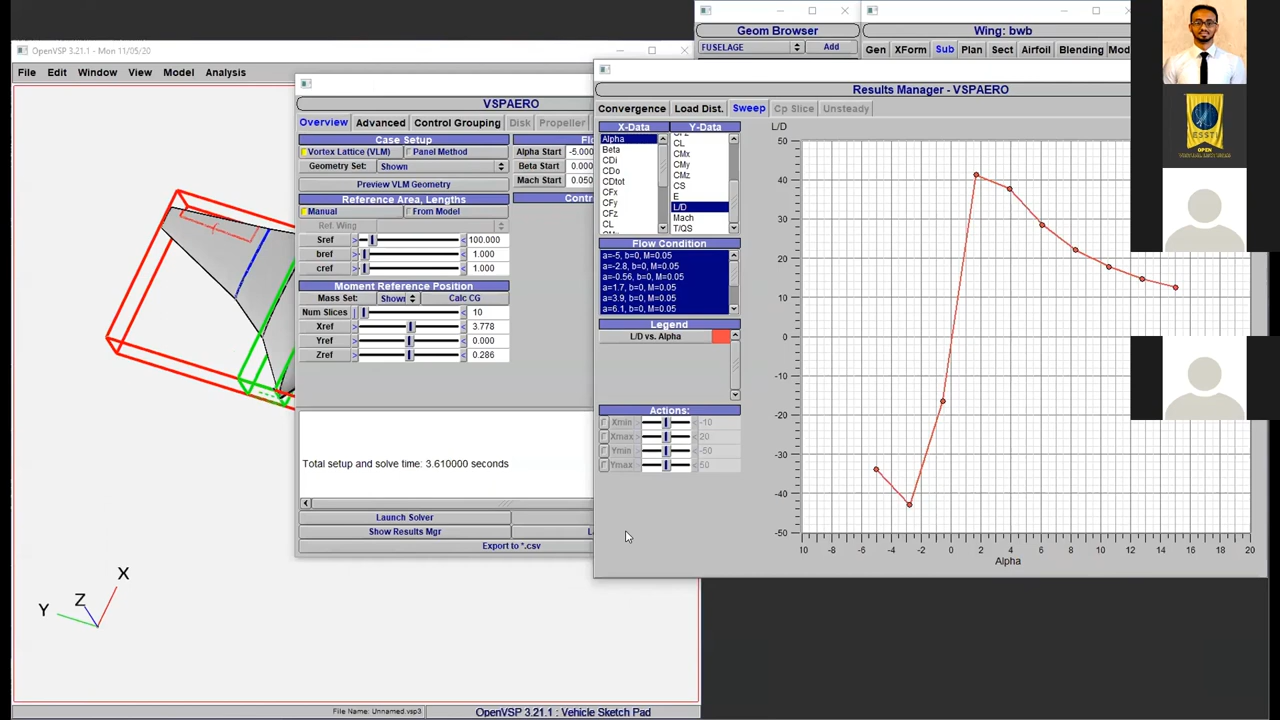 OpenVSP 3.21.1 - Mon 11/05/20
File Edit Window View Model Analysis
X
Z
Y
File Name: Unnamed.vsp3
OpenVSP 3.21.1 : Vehicle Sketch Pad
VSPAERO
Overview Advanced Control Grouping Disk Propeller
Case Setup
Vortex Lattice (VLM) Panel Method
Geometry Set: Shown
Preview VLM Geometry
Reference Area, Lengths
Manual From Model
Ref. Wing
Sref > < 100.000
bref > < 1.000
cref > < 1.000
Moment Reference Position
Mass Set: Shown Calc CG
Num Slices 10
Xref > < 3.778
Yref > < 0.000
Zref > < 0.286
Alpha Start -5.000
Beta Start 0.000
Mach Start 0.050
Total setup and solve time: 3.610000 seconds
Launch Solver
Show Results Mgr
Export to *.csv
Geom Browser
FUSELAGE Add
Wing: bwb
Gen XForm Sub Plan Sect Airfoil Blending Mod
Results Manager - VSPAERO
Convergence Load Dist. Sweep Cp Slice Unsteady
X-Data Y-Data
Alpha
Beta
CDi
CDo
CDtot
CFx
CFy
CFz
CL
CL
CMx
CMy
CMz
CS
E
L/D
Mach
T/QS
Flow Condition
a=-5, b=0, M=0.05
a=-2.8, b=0, M=0.05
a=-0.56, b=0, M=0.05
a=1.7, b=0, M=0.05
a=3.9, b=0, M=0.05
a=6.1, b=0, M=0.05
Legend
L/D vs. Alpha
Actions:
Xmin > < -10
Xmax > < 20
Ymin > < -50
Ymax > < 50
L/D
50
40
30
20
10
0
-10
-20
-30
-40
-50
10 -8 -6 -4 -2 0 2 4 6 8 10 12 14 16 18 20
Alpha
ESSTI
OPEN